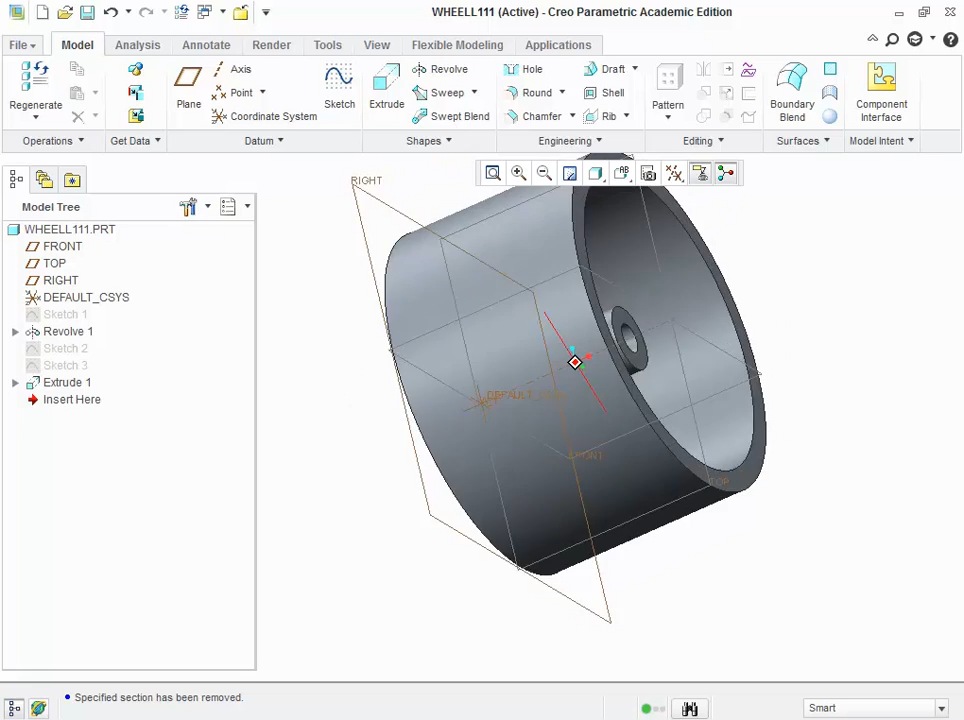 WHEELL111 (Active) - Creo Parametric Academic Edition
File Model Analysis Annotate Render Tools View Flexible Modeling Applications
Regenerate
Operations
Get Data
Plane
Axis
Point
Coordinate System
Sketch
Datum
Extrude
Revolve
Sweep
Swept Blend
Shapes
Hole
Round
Chamfer
Draft
Shell
Rib
Engineering
Pattern
Editing
Boundary
Blend
Surfaces
Component
Interface
Model Intent
Model Tree
WHEELL111.PRT
FRONT
TOP
RIGHT
DEFAULT_CSYS
Sketch 1
Revolve 1
Sketch 2
Sketch 3
Extrude 1
Insert Here
RIGHT
FRONT
TOP
Specified section has been removed.
Smart